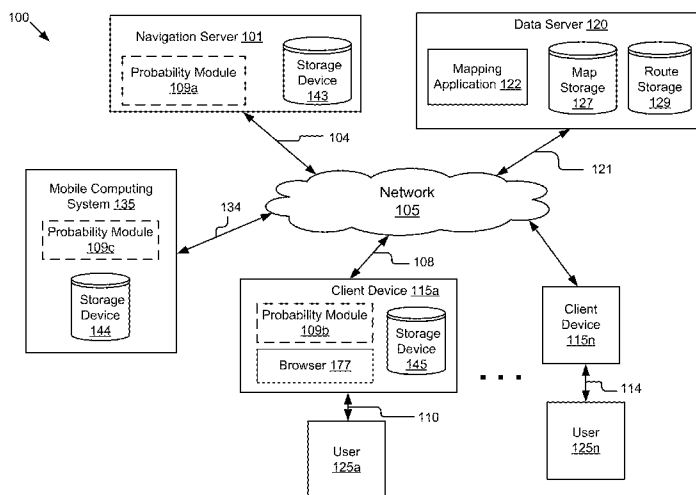 100
Navigation Server 101
Probability Module
109a
Storage
Device
143
Data Server 120
Mapping
Application
122
Map
Storage
127
Route
Storage
129
104
121
Mobile Computing
System 135
Probability Module
109c
Storage
Device
144
134
Network
105
108
Client Device 115a
Probability Module
109b
Browser 177
Storage
Device
145
Client
Device
115n
110
114
User
125a
User
125n